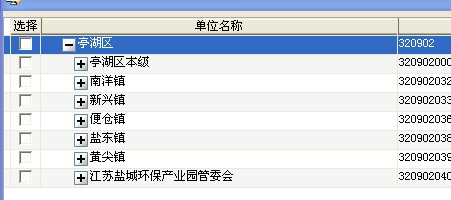 选择 单位名称
亭湖区 320902
亭湖区本级 320902000
南洋镇 320902032
新兴镇 320902033
便仓镇 320902036
盐东镇 320902038
黄尖镇 320902039
江苏盐城环保产业园管委会 320902040